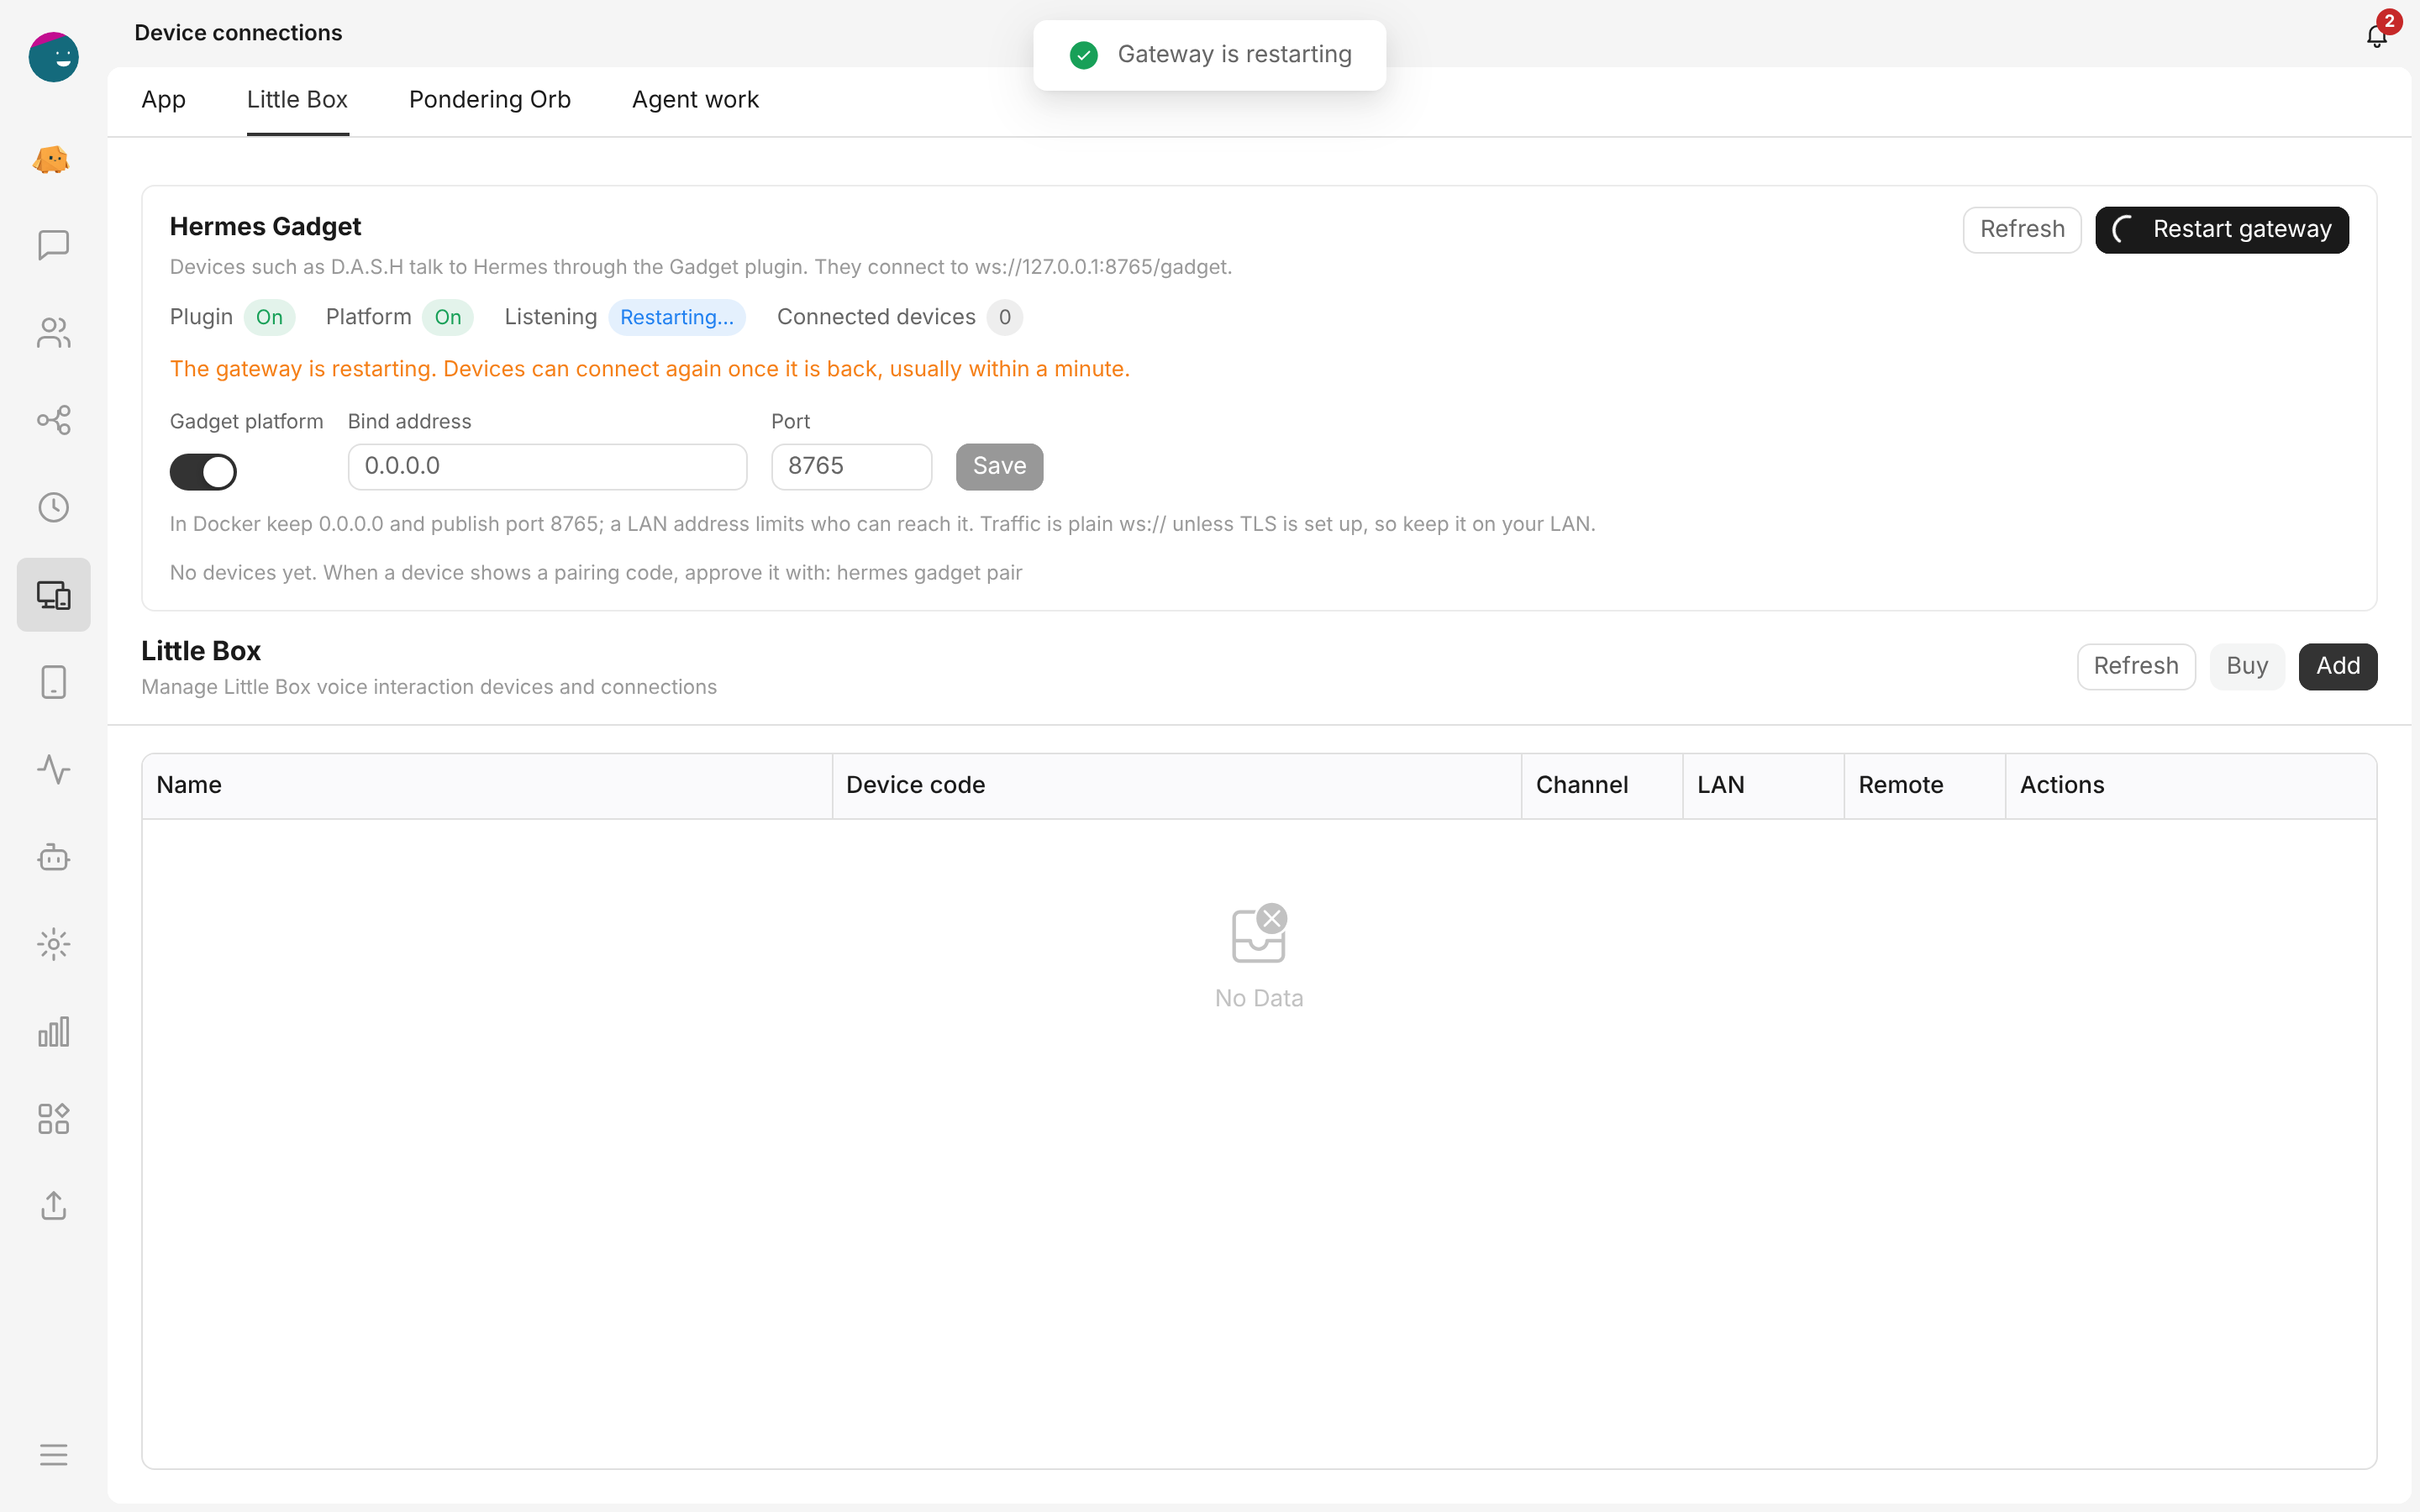 Device connections
Gateway is restarting
2
App
Little Box
Pondering Orb
Agent work
Hermes Gadget
Refresh
Restart gateway
Devices such as D.A.S.H talk to Hermes through the Gadget plugin. They connect to ws://127.0.0.1:8765/gadget.
Plugin On Platform On Listening Restarting... Connected devices 0
The gateway is restarting. Devices can connect again once it is back, usually within a minute.
Gadget platform
Bind address
Port
0.0.0.0
8765
Save
In Docker keep 0.0.0.0 and publish port 8765; a LAN address limits who can reach it. Traffic is plain ws:// unless TLS is set up, so keep it on your LAN.
No devices yet. When a device shows a pairing code, approve it with: hermes gadget pair
Little Box
Manage Little Box voice interaction devices and connections
Refresh
Buy
Add
Name
Device code
Channel
LAN
Remote
Actions
No Data